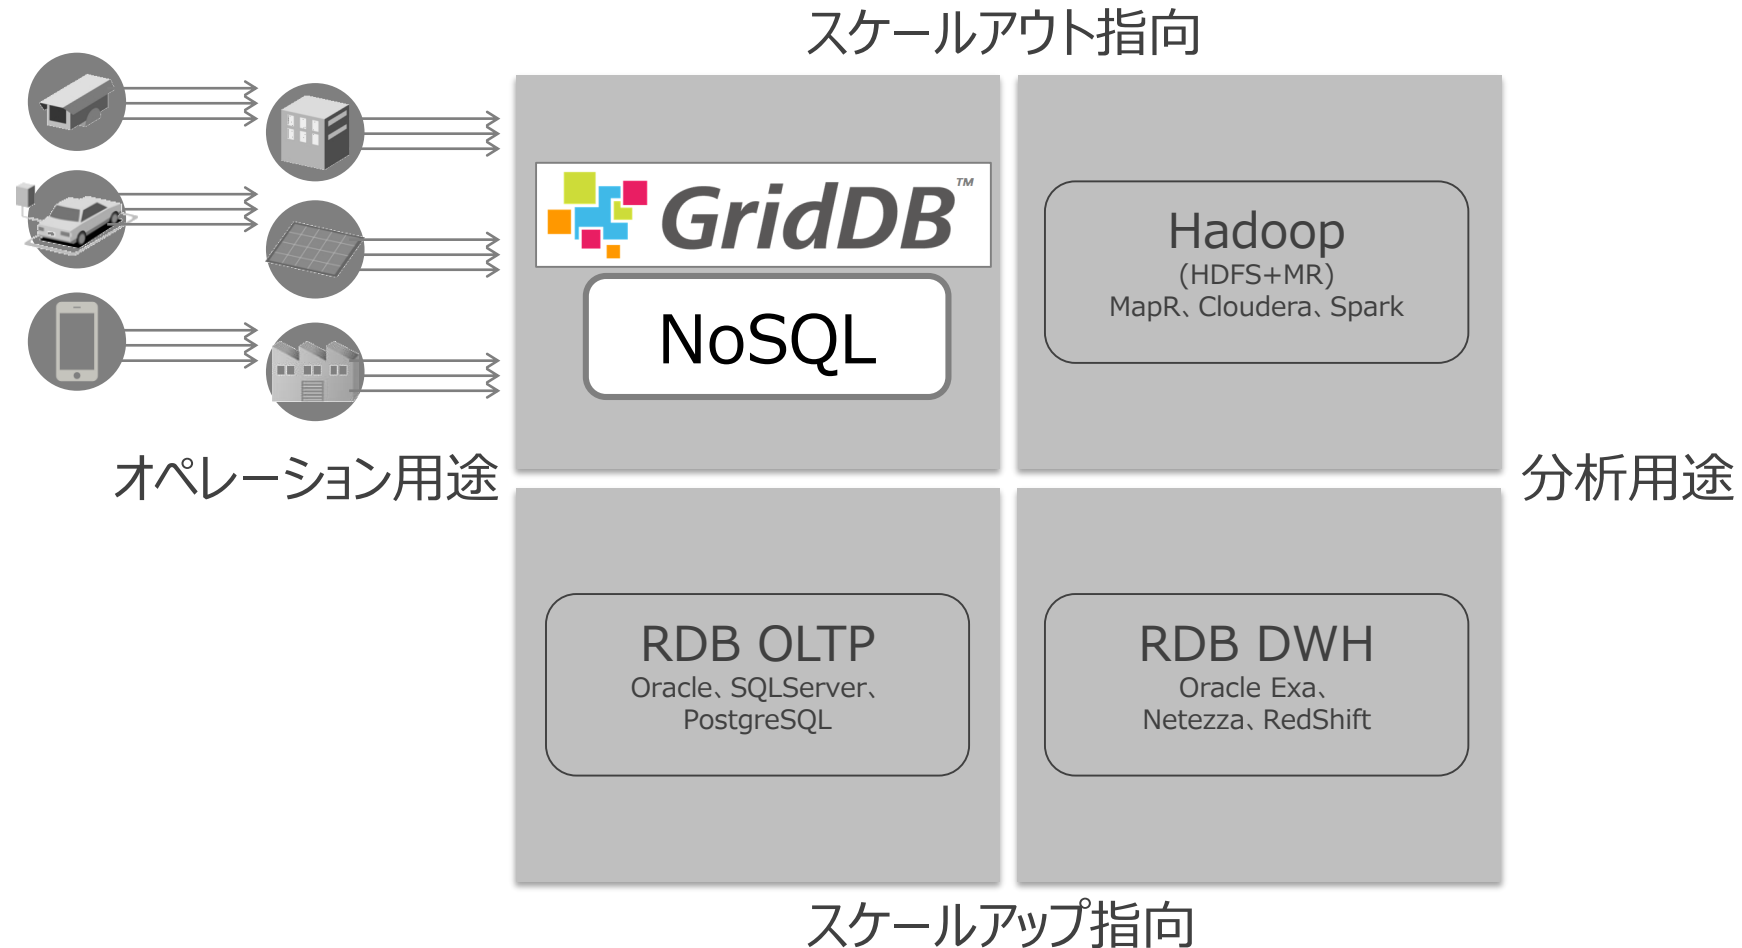 スケールアウト指向
GridDB™
NoSQL
Hadoop
(HDFS+MR)
MapR、Cloudera、Spark
オペレーション用途
分析用途
RDB OLTP
Oracle、SQLServer、
PostgreSQL
RDB DWH
Oracle Exa、
Netezza、RedShift
スケールアップ指向